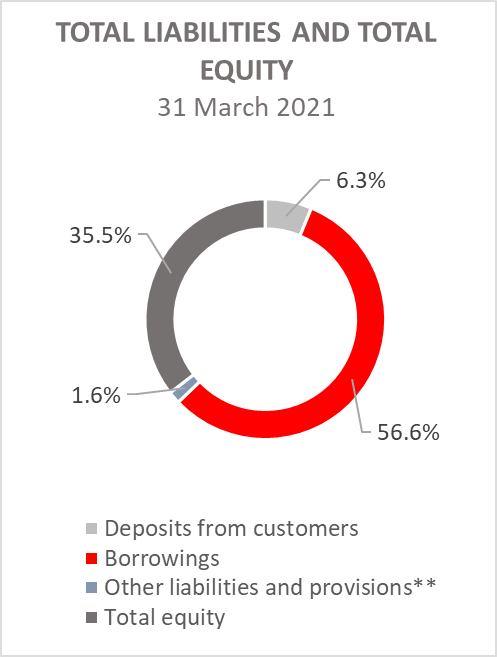 TOTAL LIABILITIES AND TOTAL
EQUITY
31 March 2021
6.3%
35.5%
1.6%
56.6%
Deposits from customers
Borrowings
Other liabilities and provisions**
Total equity